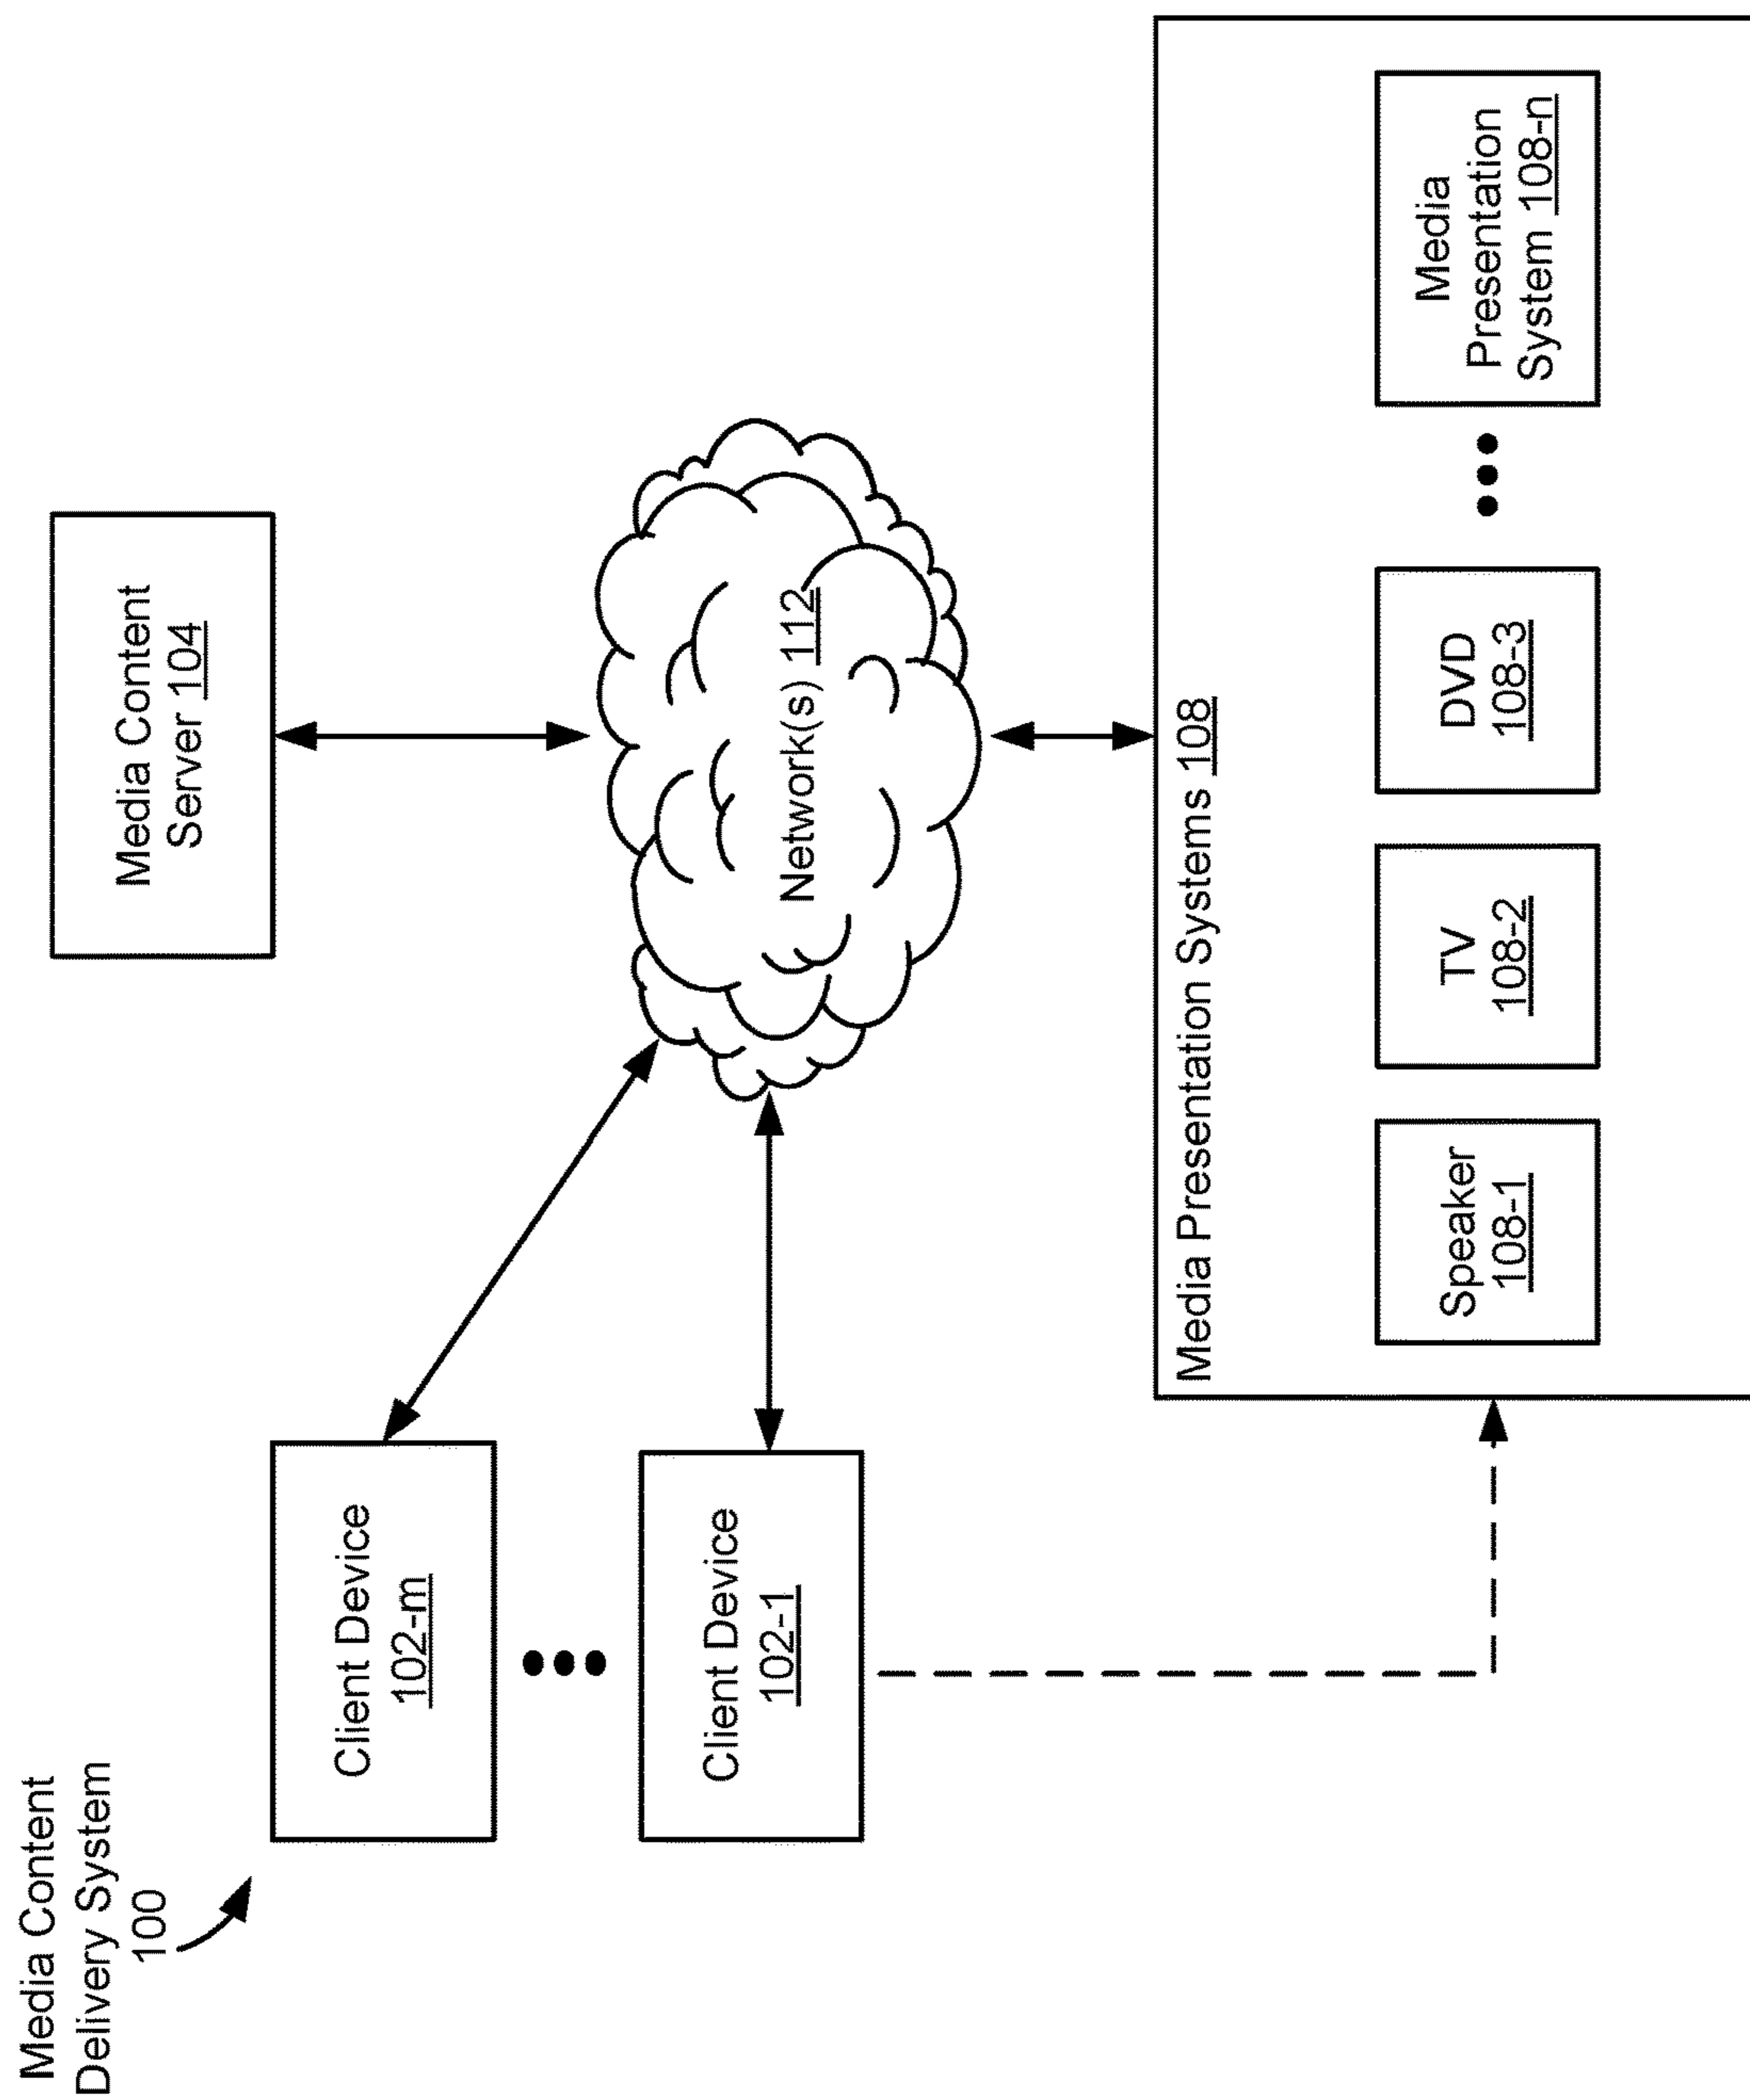 Media Content
Delivery System
100
Media Content
Server 104
Client Device
102-m
Client Device
102-1
Network(s) 112
Media Presentation Systems 108
Speaker
108-1
TV
108-2
DVD
108-3
Media
Presentation
System 108-n